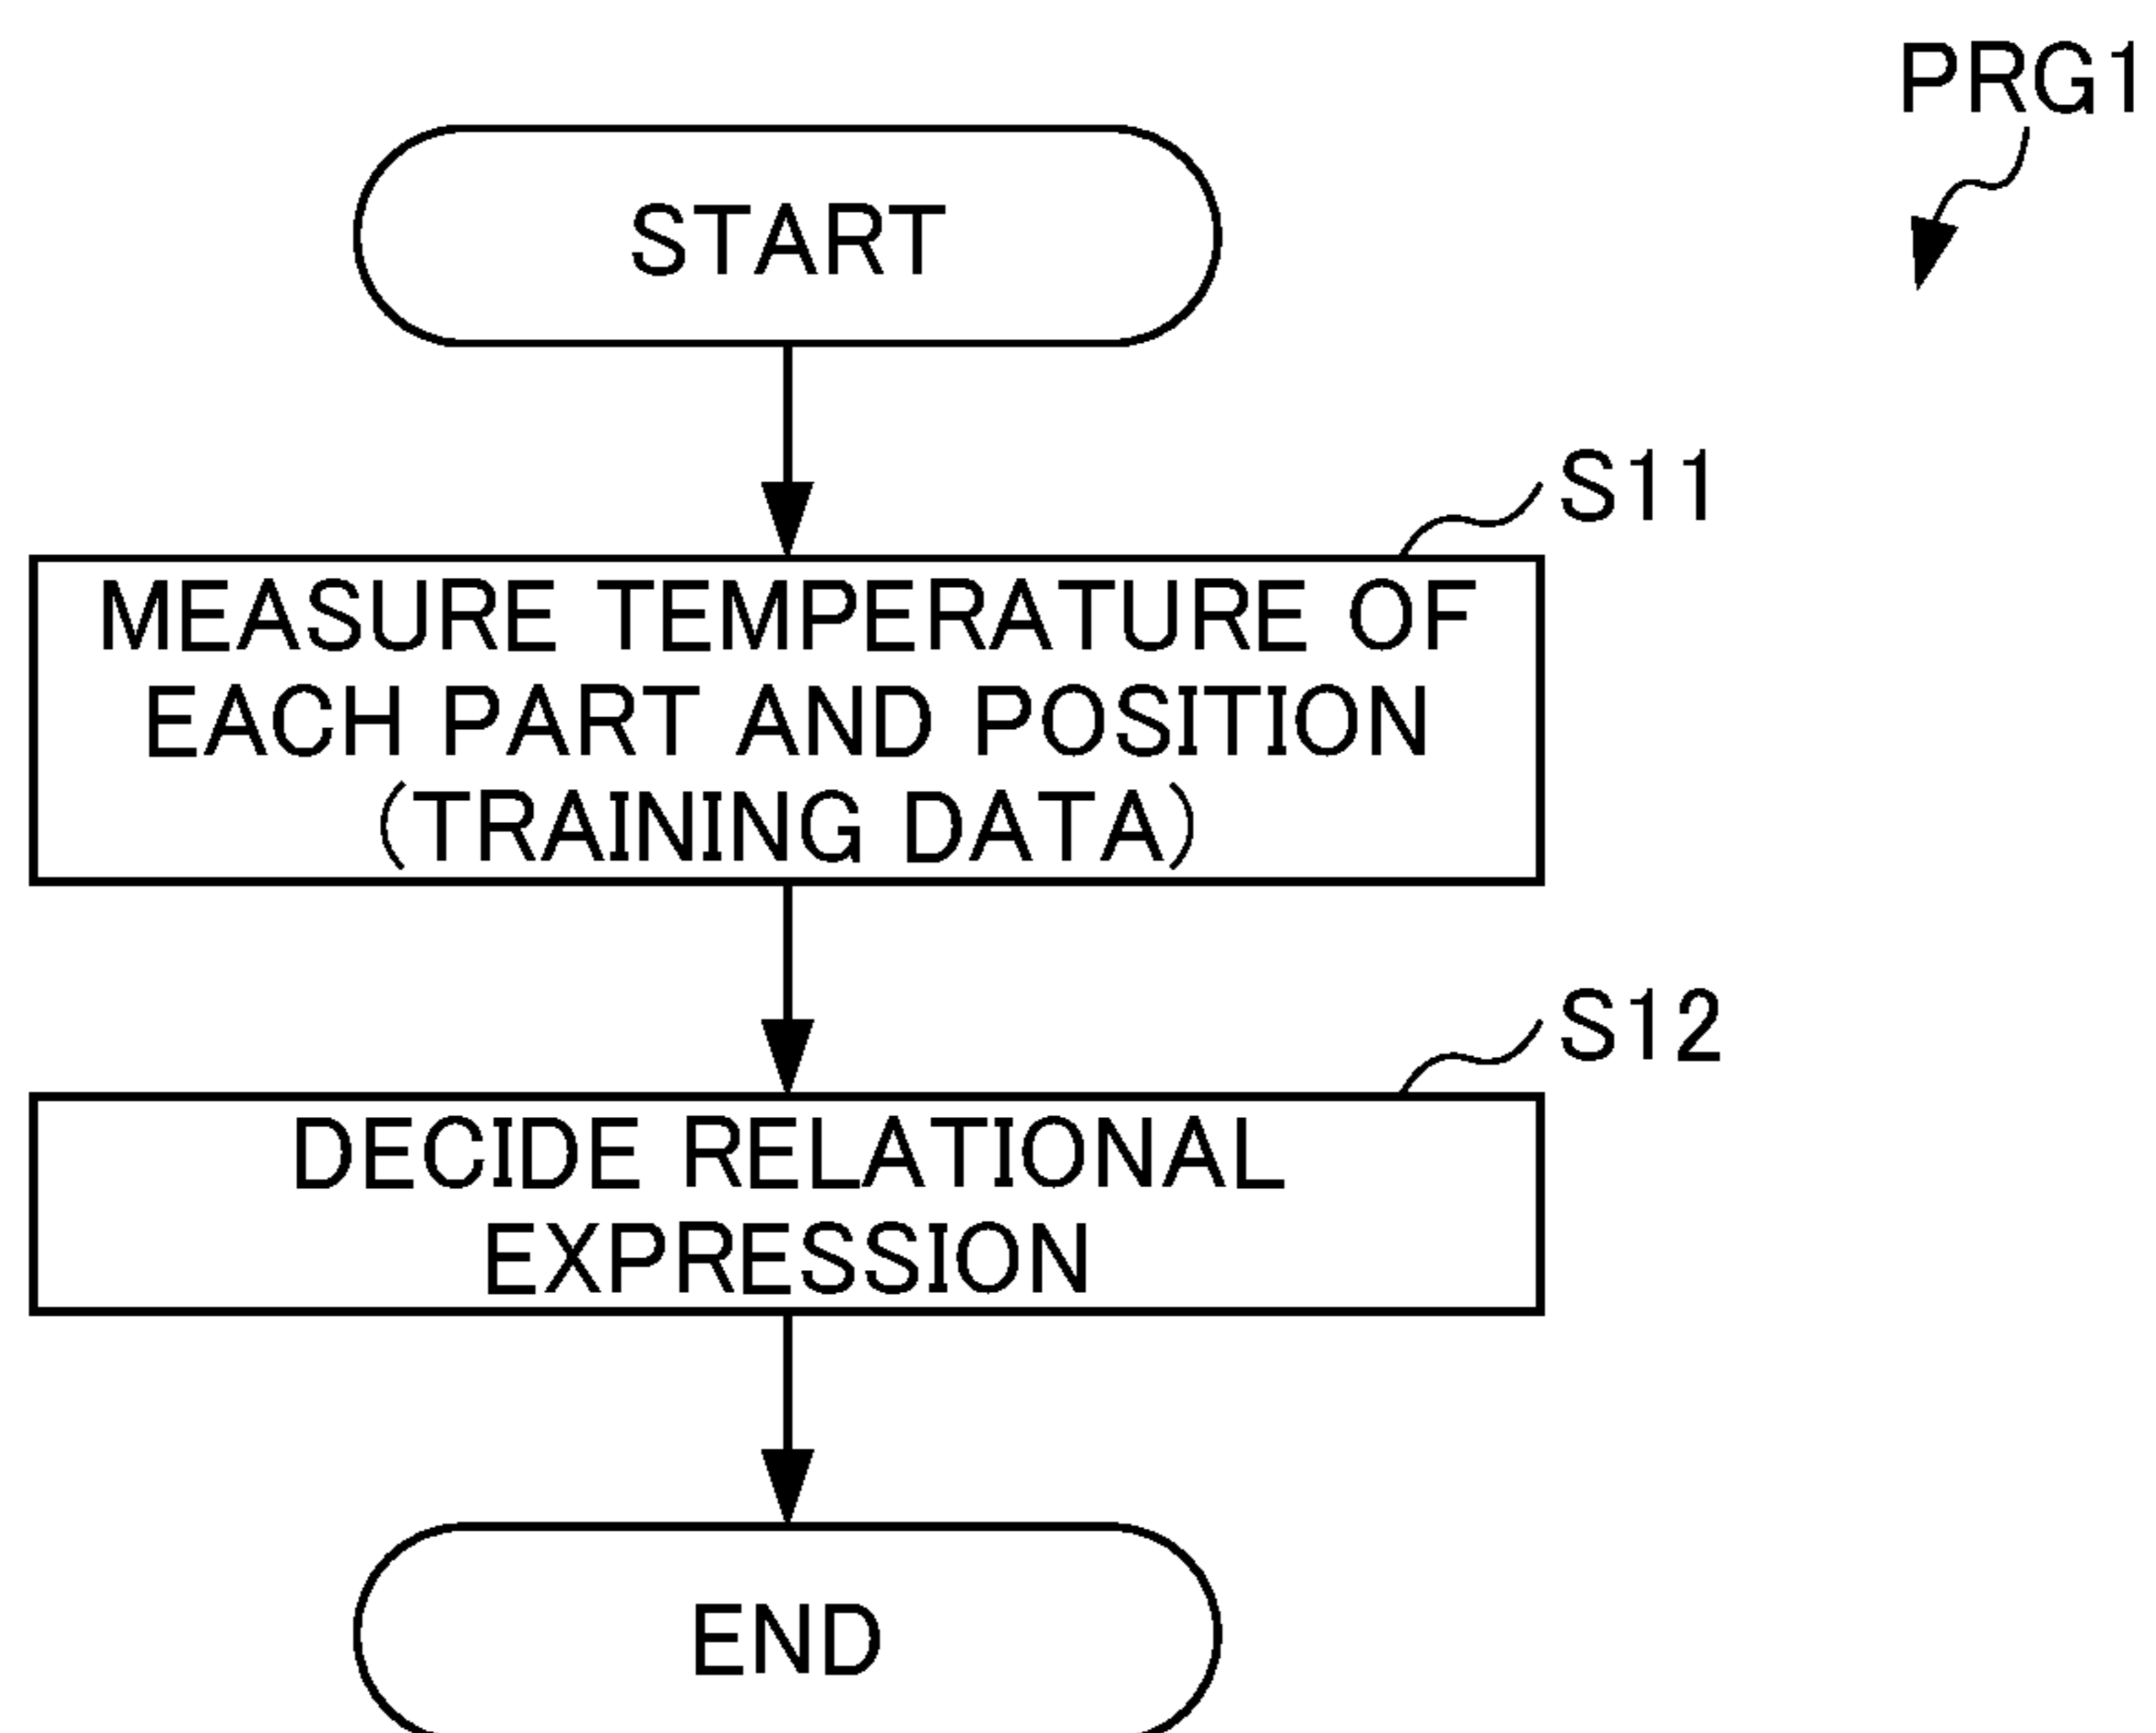 PRG1
START
S11
MEASURE TEMPERATURE OF
EACH PART AND POSITION
(TRAINING DATA)
S12
DECIDE RELATIONAL
EXPRESSION
END